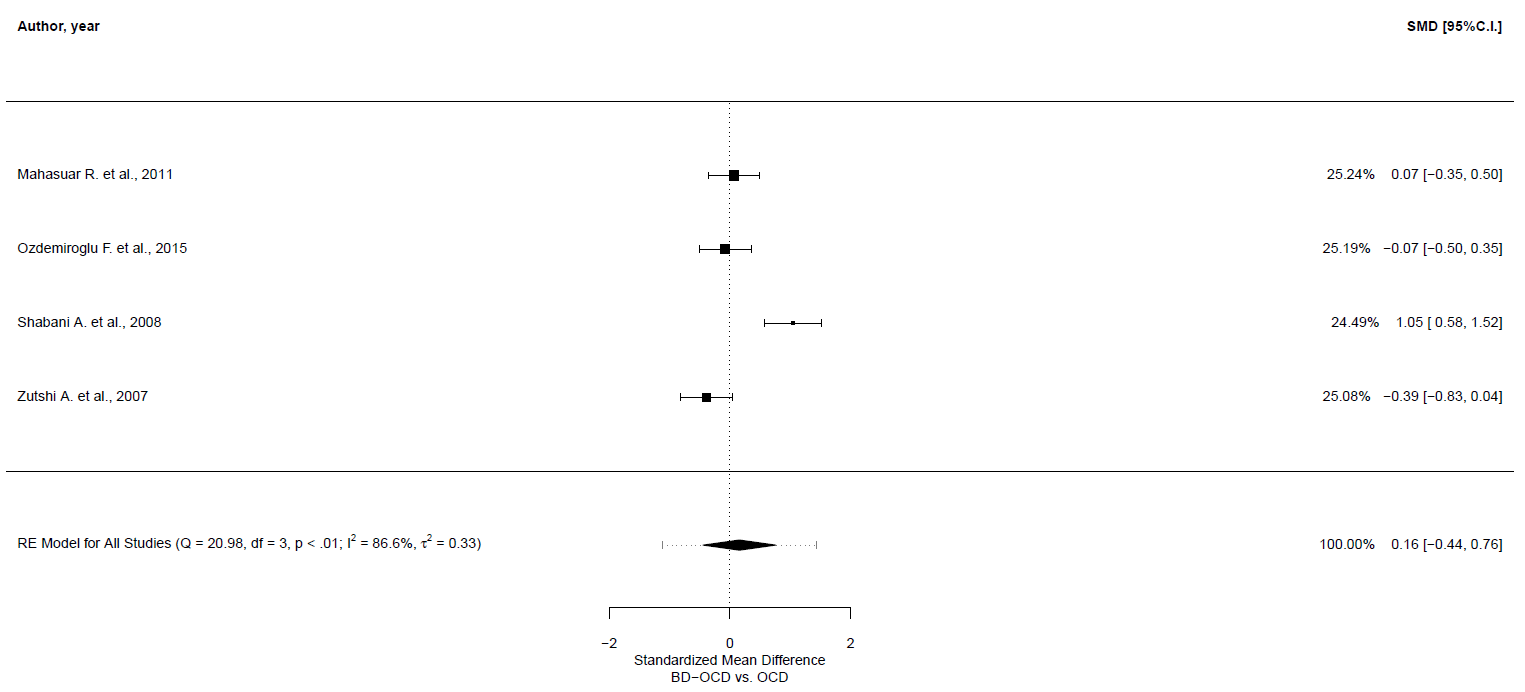 Author, year SMD [95%C.I.]
Mahasuar R. et al., 2011 25.24% 0.07 [−0.35, 0.50]
Ozdemiroglu F. et al., 2015 25.19% −0.07 [−0.50, 0.35]
Shabani A. et al., 2008 24.49% 1.05 [ 0.58, 1.52]
Zutshi A. et al., 2007 25.08% −0.39 [−0.83, 0.04]
RE Model for All Studies (Q = 20.98, df = 3, p < .01; I² = 86.6%, τ² = 0.33) 100.00% 0.16 [−0.44, 0.76]
−2 0 2
Standardized Mean Difference
BD−OCD vs. OCD